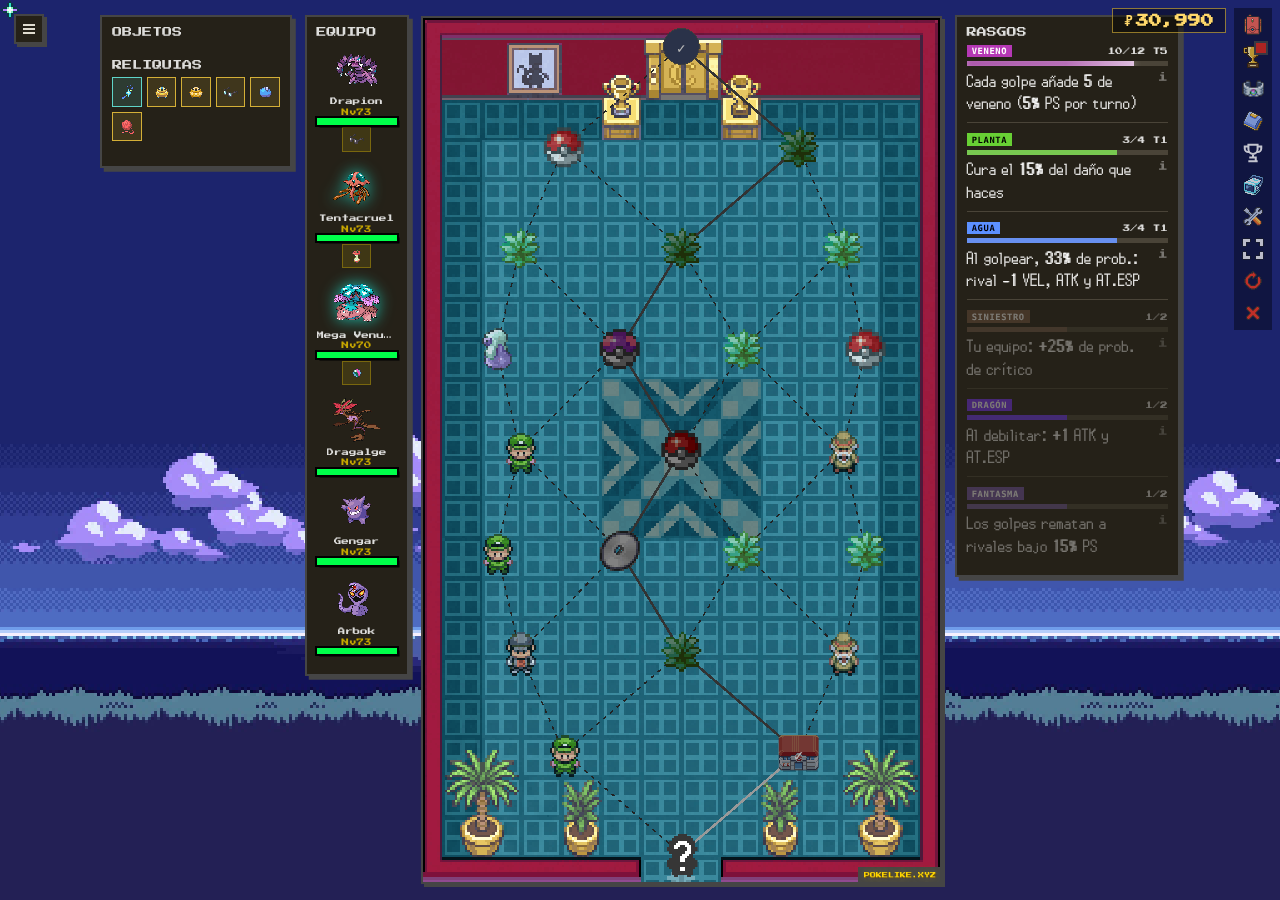 OBJETOS
RELIQUIAS
EQUIPO
Drapion
Nv73
Tentacruel
Nv73
Mega Venu...
Nv70
Dragalge
Nv73
Gengar
Nv73
Arbok
Nv73
?
POKELIKE.XYZ
₽30,990
RASGOS
VENENO 10/12 T5
Cada golpe añade 5 de
veneno (5% PS por turno)
PLANTA 3/4 T1
Cura el 15% del daño que
haces
AGUA 3/4 T1
Al golpear, 33% de prob.:
rival -1 VEL, ATK y AT.ESP
SINIESTRO 1/2
Tu equipo: +25% de prob.
de crítico
DRAGÓN 1/2
Al debilitar: +1 ATK y
AT.ESP
FANTASMA 1/2
Los golpes rematan a
rivales bajo 15% PS